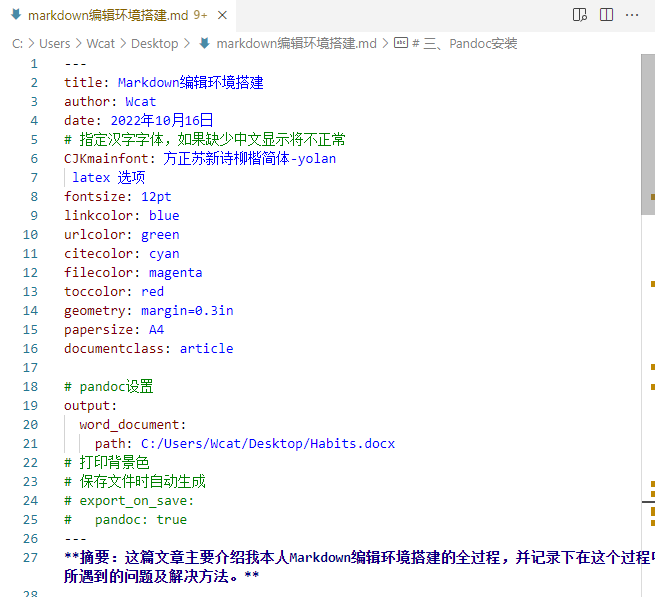 markdown编辑环境搭建.md 9+
C: > Users > Wcat > Desktop > markdown编辑环境搭建.md > # 三、Pandoc安装
1 ---
2 title: Markdown编辑环境搭建
3 author: Wcat
4 date: 2022年10月16日
5 # 指定汉字字体，如果缺少中文显示将不正常
6 CJKmainfont: 方正苏新诗柳楷简体-yolan
7 latex 选项
8 fontsize: 12pt
9 linkcolor: blue
10 urlcolor: green
11 citecolor: cyan
12 filecolor: magenta
13 toccolor: red
14 geometry: margin=0.3in
15 papersize: A4
16 documentclass: article
17
18 # pandoc设置
19 output:
20 word_document:
21 path: C:/Users/Wcat/Desktop/Habits.docx
22 # 打印背景色
23 # 保存文件时自动生成
24 # export_on_save:
25 # pandoc: true
26 ---
27 **摘要：这篇文章主要介绍我本人Markdown编辑环境搭建的全过程，并记录下在这个过程
所遇到的问题及解决方法。**
28